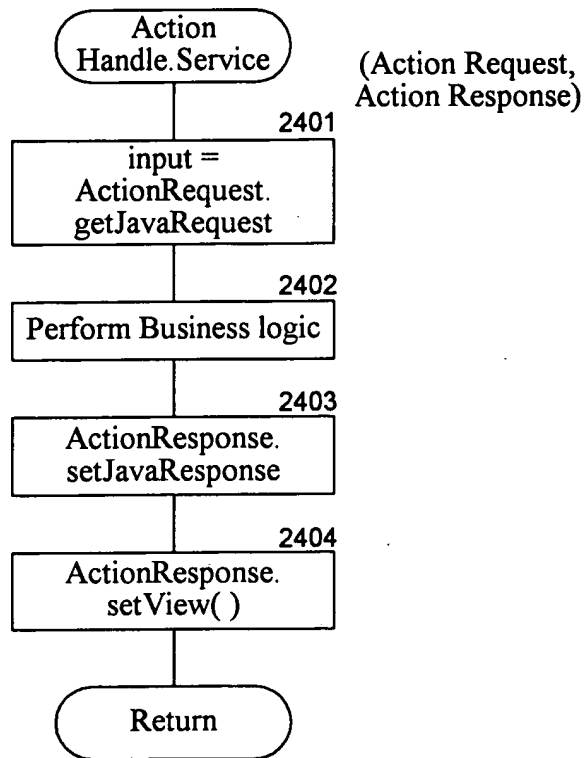 Action
Handle.Service
(Action Request,
Action Response)
2401
input =
ActionRequest.
getJavaRequest
2402
Perform Business logic
2403
ActionResponse.
setJavaResponse
2404
ActionResponse.
setView( )
Return